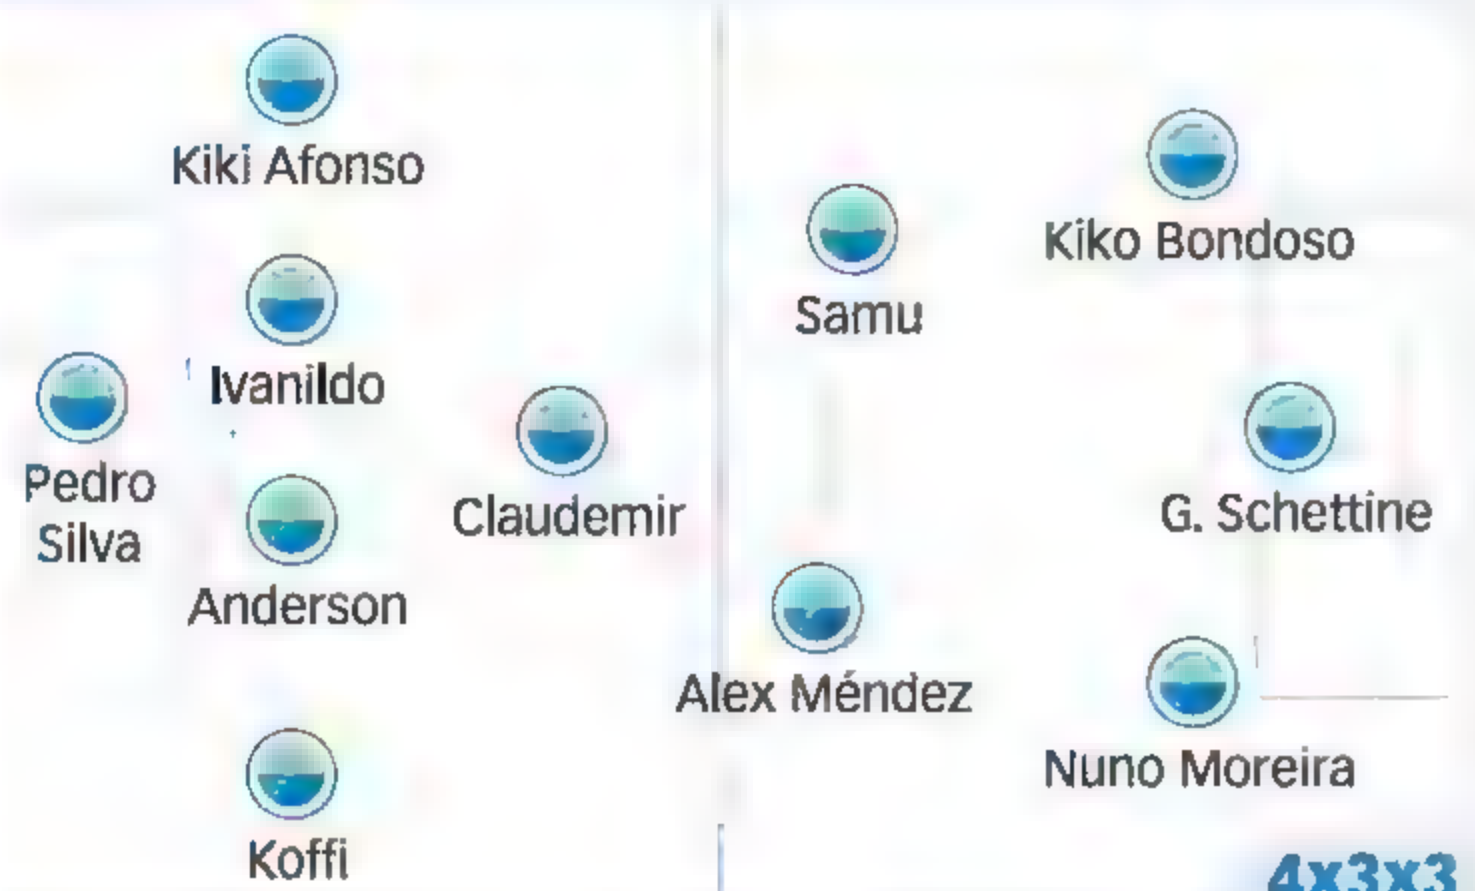 Kiki Afonso
Kiko Bondoso
Samu
Ivanildo
Pedro
Silva
Claudemir
G. Schettine
Anderson
Alex Méndez
Nuno Moreira
Koffi
4x3x3